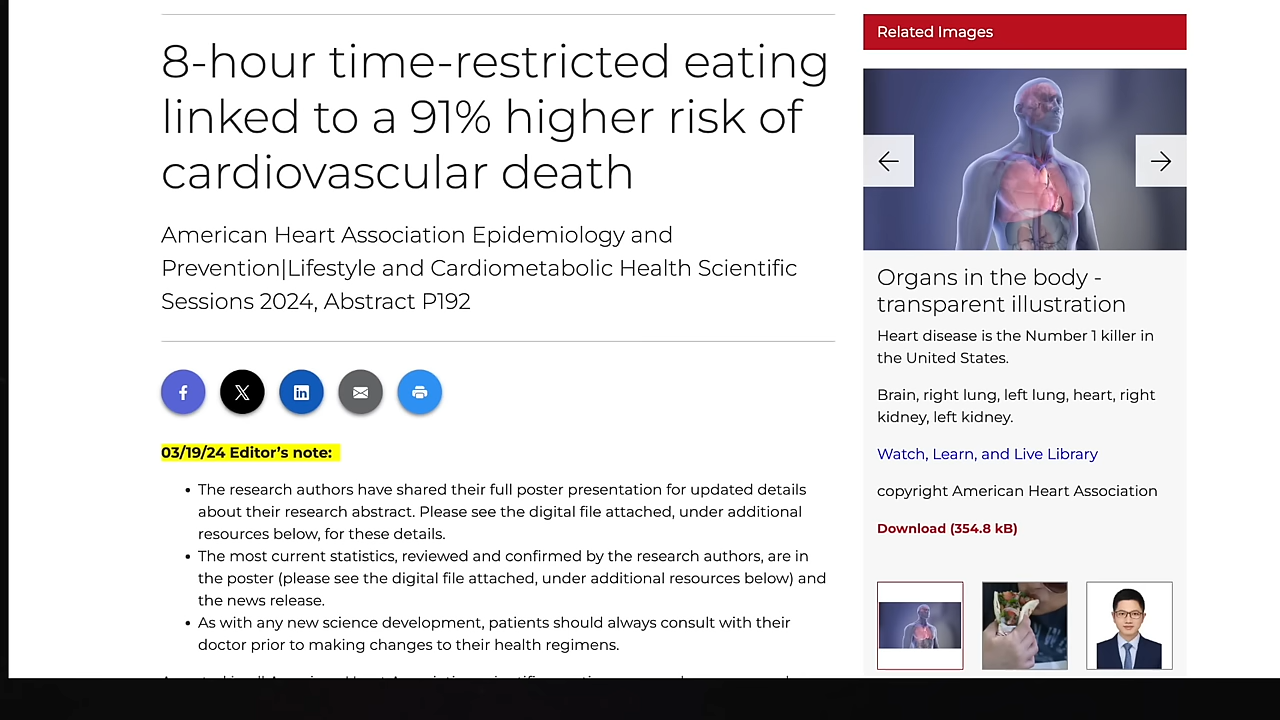 8-hour time-restricted eating
linked to a 91% higher risk of
cardiovascular death
American Heart Association Epidemiology and
Prevention|Lifestyle and Cardiometabolic Health Scientific
Sessions 2024, Abstract P192
03/19/24 Editor’s note:
• The research authors have shared their full poster presentation for updated details
about their research abstract. Please see the digital file attached, under additional
resources below, for these details.
• The most current statistics, reviewed and confirmed by the research authors, are in
the poster (please see the digital file attached, under additional resources below) and
the news release.
• As with any new science development, patients should always consult with their
doctor prior to making changes to their health regimens.
Related Images
Organs in the body -
transparent illustration
Heart disease is the Number 1 killer in
the United States.
Brain, right lung, left lung, heart, right
kidney, left kidney.
Watch, Learn, and Live Library
copyright American Heart Association
Download (354.8 kB)